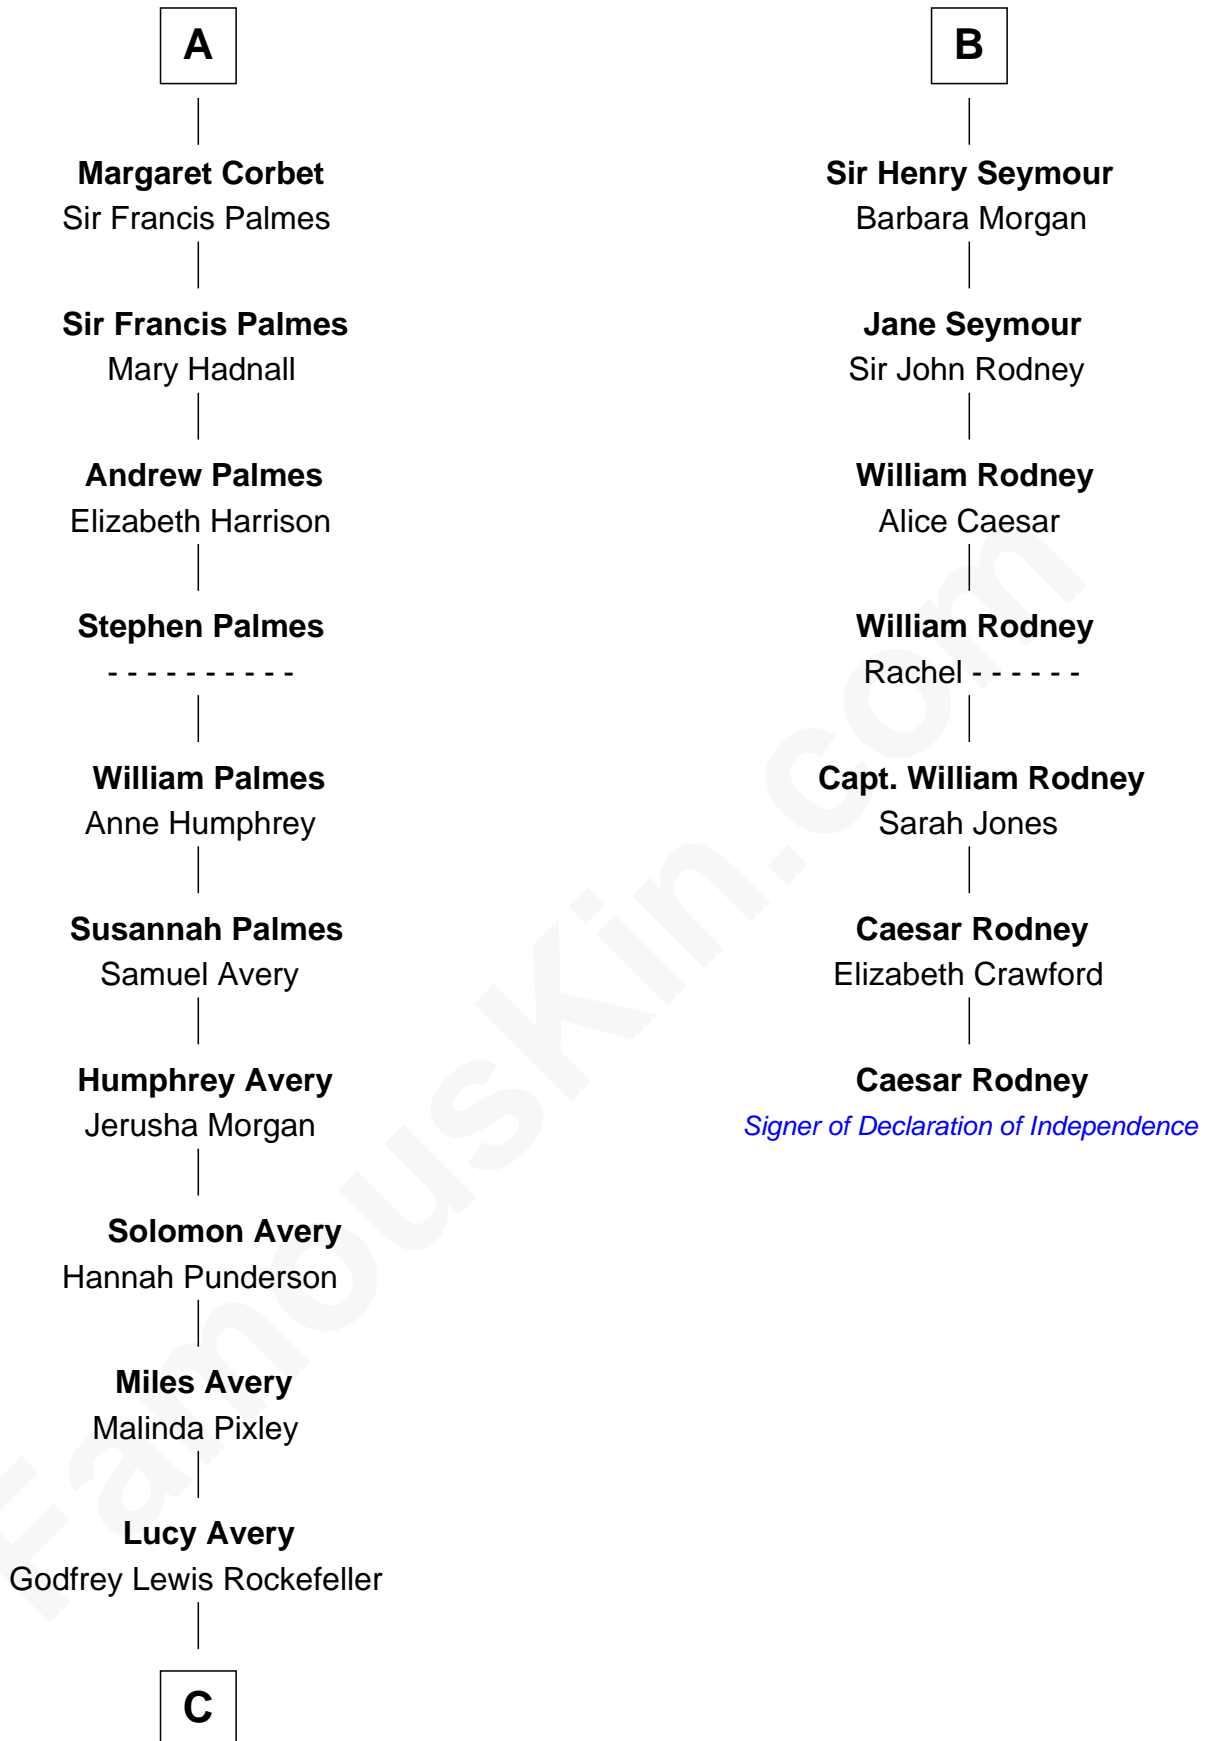 A
Margaret Corbet
Sir Francis Palmes
Sir Francis Palmes
Mary Hadnall
Andrew Palmes
Elizabeth Harrison
Stephen Palmes
- - - - - - - - - -
William Palmes
Anne Humphrey
Susannah Palmes
Samuel Avery
Humphrey Avery
Jerusha Morgan
Solomon Avery
Hannah Punderson
Miles Avery
Malinda Pixley
Lucy Avery
Godfrey Lewis Rockefeller
C
B
Sir Henry Seymour
Barbara Morgan
Jane Seymour
Sir John Rodney
William Rodney
Alice Caesar
William Rodney
Rachel - - - - - -
Capt. William Rodney
Sarah Jones
Caesar Rodney
Elizabeth Crawford
Caesar Rodney
Signer of Declaration of Independence
FamousKin.com